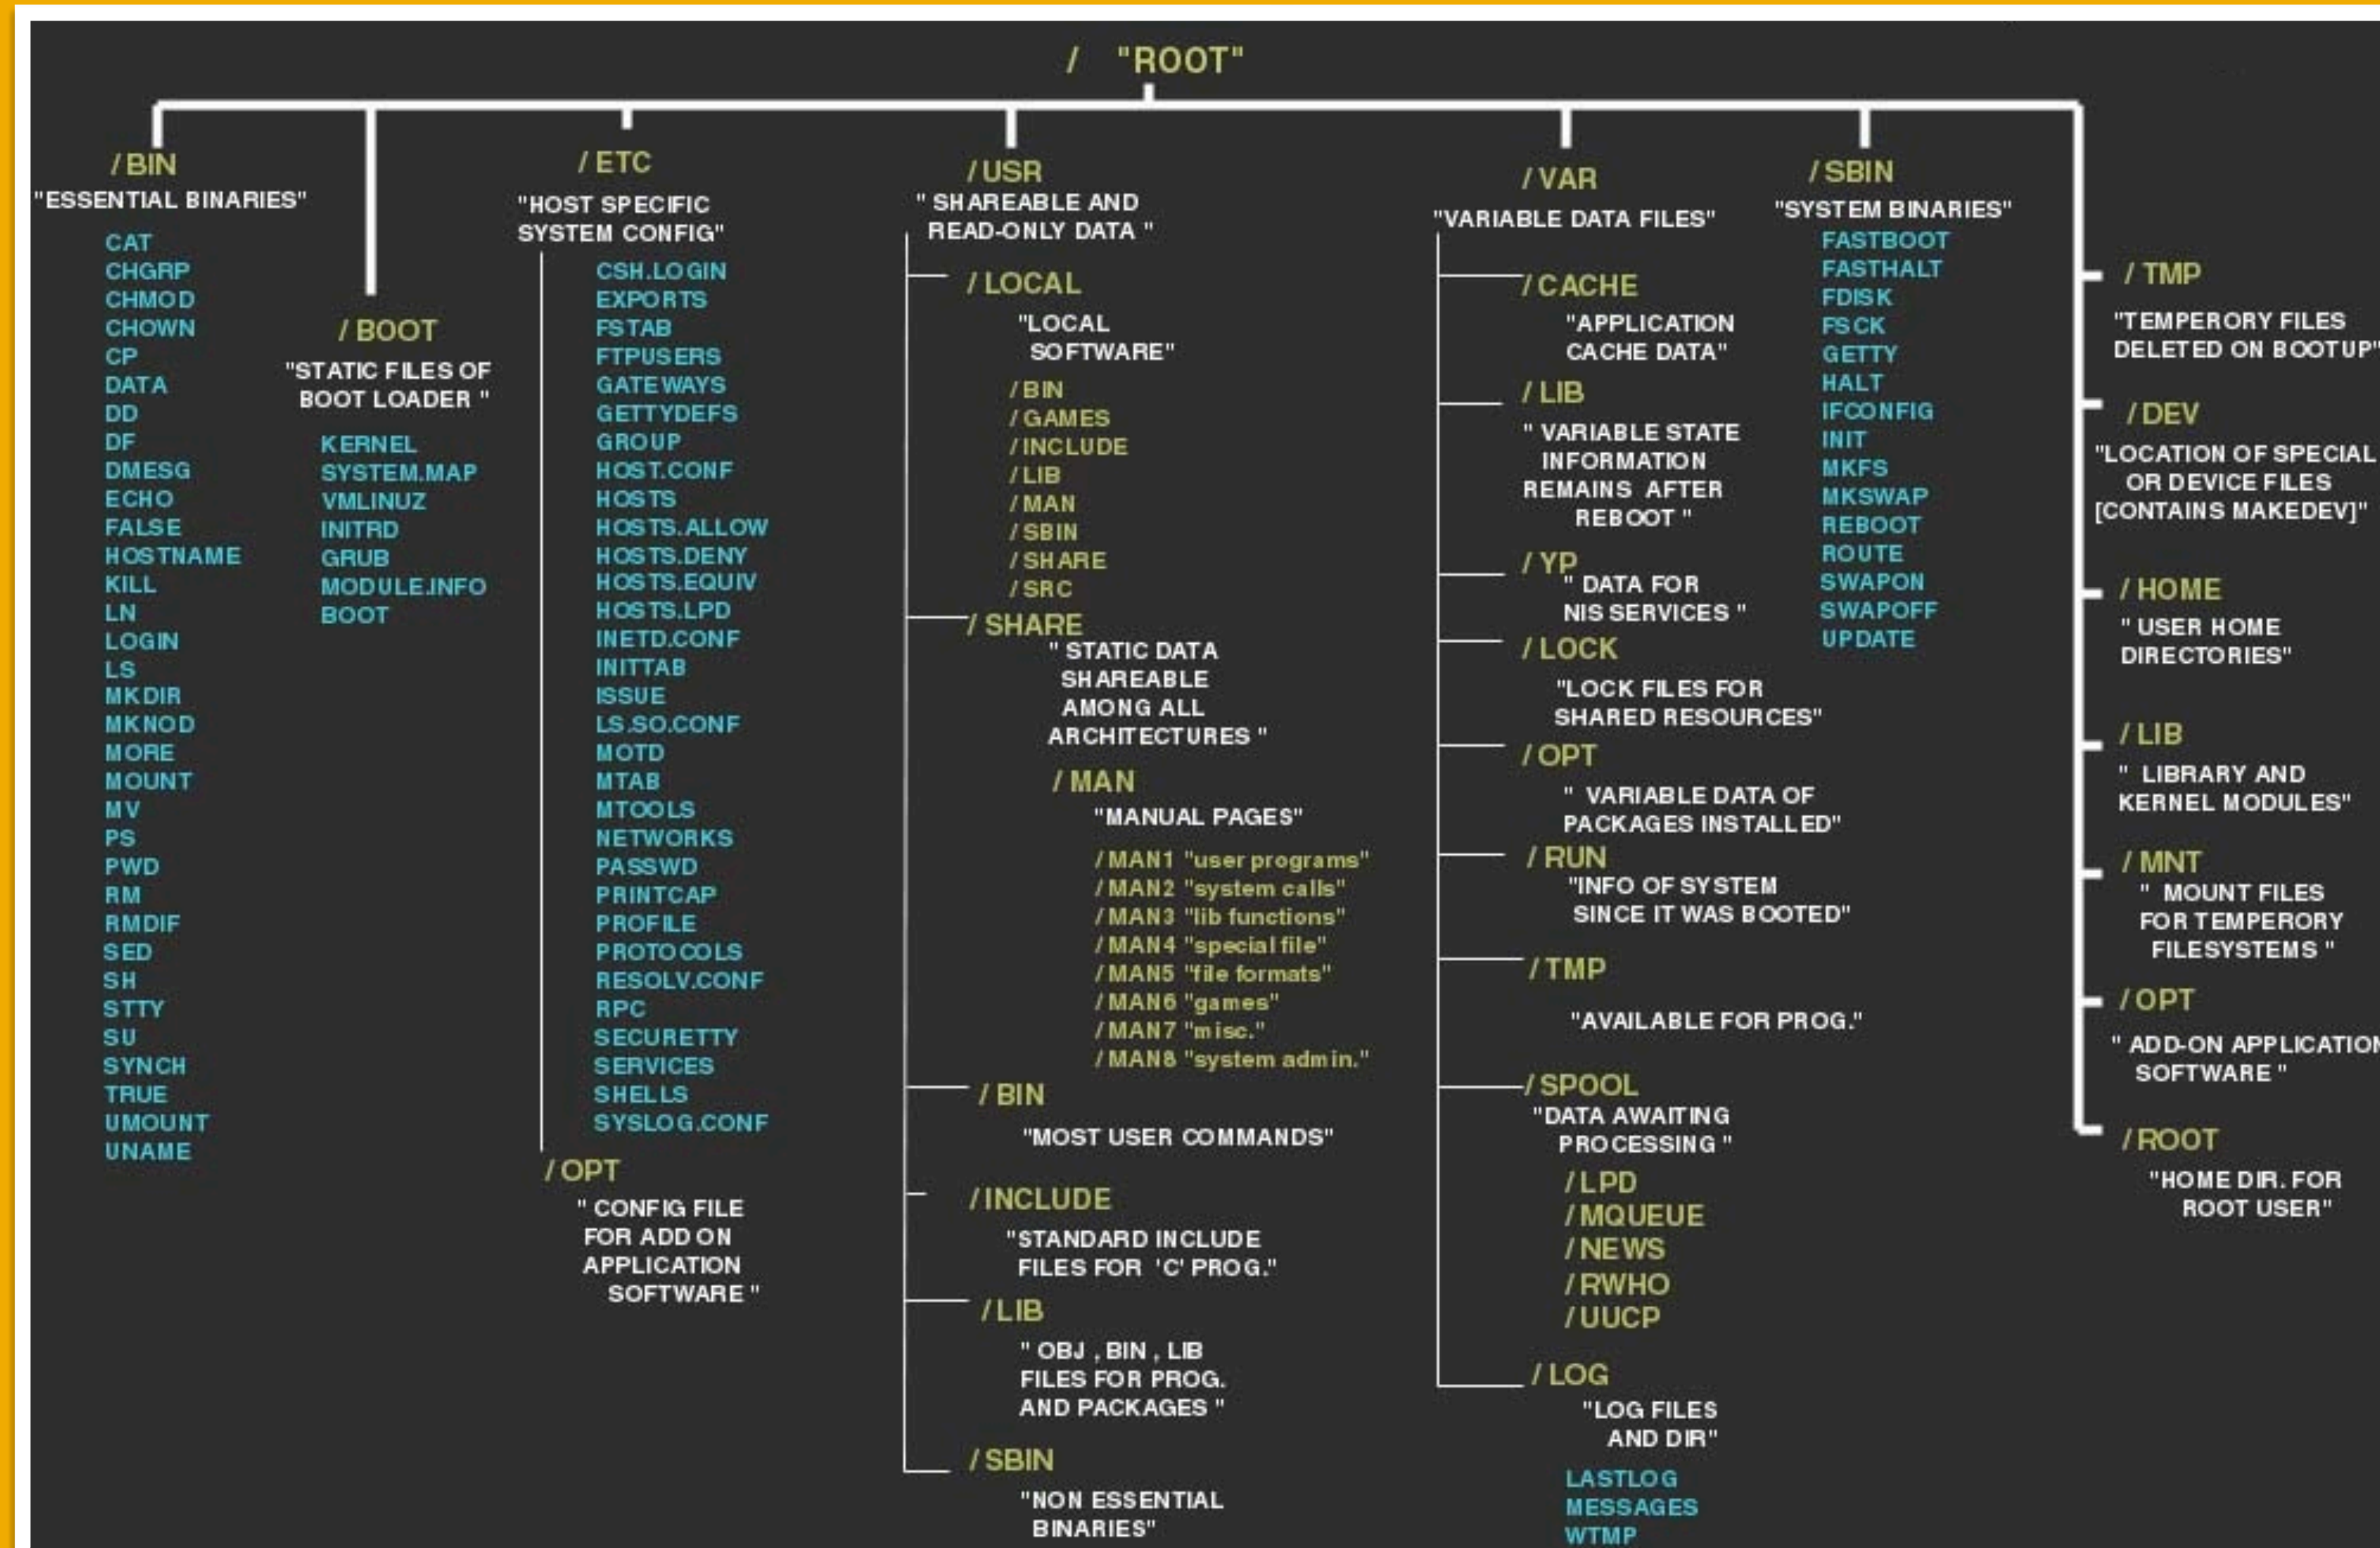 / "ROOT"
/BIN
"ESSENTIAL BINARIES"
CAT
CHGRP
CHMOD
CHOWN
CP
DATA
DD
DF
DMESG
ECHO
FALSE
HOSTNAME
KILL
LN
LOGIN
LS
MKDIR
MKNOD
MORE
MOUNT
MV
PS
PWD
RM
RMDIF
SED
SH
STTY
SU
SYNCH
TRUE
UMOUNT
UNAME
/ BOOT
"STATIC FILES OF
BOOT LOADER "
KERNEL
SYSTEM.MAP
VMLINUZ
INITRD
GRUB
MODULE.INFO
BOOT
/ ETC
"HOST SPECIFIC
SYSTEM CONFIG"
CSH.LOGIN
EXPORTS
FSTAB
FTPUSERS
GATEWAYS
GETTYDEFS
GROUP
HOST.CONF
HOSTS
HOSTS.ALLOW
HOSTS.DENY
HOSTS.EQUIV
HOSTS.LPD
INETD.CONF
INITTAB
ISSUE
LS.SO.CONF
MOTD
MTAB
MTOOLS
NETWORKS
PASSWD
PRINTCAP
PROFILE
PROTOCOLS
RESOLV.CONF
RPC
SECURETTY
SERVICES
SHELLS
SYSLOG.CONF
/ OPT
" CONFIG FILE
FOR ADD ON
APPLICATION
SOFTWARE "
/ USR
" SHAREABLE AND
READ-ONLY DATA "
/ LOCAL
"LOCAL
SOFTWARE"
/ BIN
/ GAMES
/ INCLUDE
/ LIB
/ MAN
/ SBIN
/ SHARE
/ SRC
/ SHARE
" STATIC DATA
SHAREABLE
AMONG ALL
ARCHITECTURES "
/ MAN
"MANUAL PAGES"
/ MAN1 "user programs"
/ MAN2 "system calls"
/ MAN3 "lib functions"
/ MAN4 "special file"
/ MAN5 "file formats"
/ MAN6 "games"
/ MAN7 "misc."
/ MAN8 "system admin."
/ BIN
"MOST USER COMMANDS"
/ INCLUDE
"STANDARD INCLUDE
FILES FOR 'C' PROG."
/ LIB
" OBJ , BIN , LIB
FILES FOR PROG.
AND PACKAGES "
/ SBIN
"NON ESSENTIAL
BINARIES"
/ VAR
"VARIABLE DATA FILES"
/ CACHE
"APPLICATION
CACHE DATA"
/ LIB
" VARIABLE STATE
INFORMATION
REMAINS AFTER
REBOOT "
/ YP
" DATA FOR
NIS SERVICES "
/ LOCK
"LOCK FILES FOR
SHARED RESOURCES"
/ OPT
" VARIABLE DATA OF
PACKAGES INSTALLED"
/ RUN
"INFO OF SYSTEM
SINCE IT WAS BOOTED"
/ TMP
"AVAILABLE FOR PROG."
/ SPOOL
"DATA AWAITING
PROCESSING "
/ LPD
/ MQUEUE
/ NEWS
/ RWHO
/ UUCP
/ LOG
"LOG FILES
AND DIR"
LASTLOG
MESSAGES
WTMP
/ SBIN
"SYSTEM BINARIES"
FASTBOOT
FASTHALT
FDISK
FSCK
GETTY
HALT
IFCONFIG
INIT
MKFS
MKSWAP
REBOOT
ROUTE
SWAPON
SWAPOFF
UPDATE
/ TMP
"TEMPERORY FILES
DELETED ON BOOTUP"
/ DEV
"LOCATION OF SPECIAL
OR DEVICE FILES
[CONTAINS MAKEDEV]"
/ HOME
" USER HOME
DIRECTORIES"
/ LIB
" LIBRARY AND
KERNEL MODULES"
/ MNT
" MOUNT FILES
FOR TEMPERORY
FILESYSTEMS "
/ OPT
" ADD-ON APPLICATION
SOFTWARE "
/ ROOT
"HOME DIR. FOR
ROOT USER"